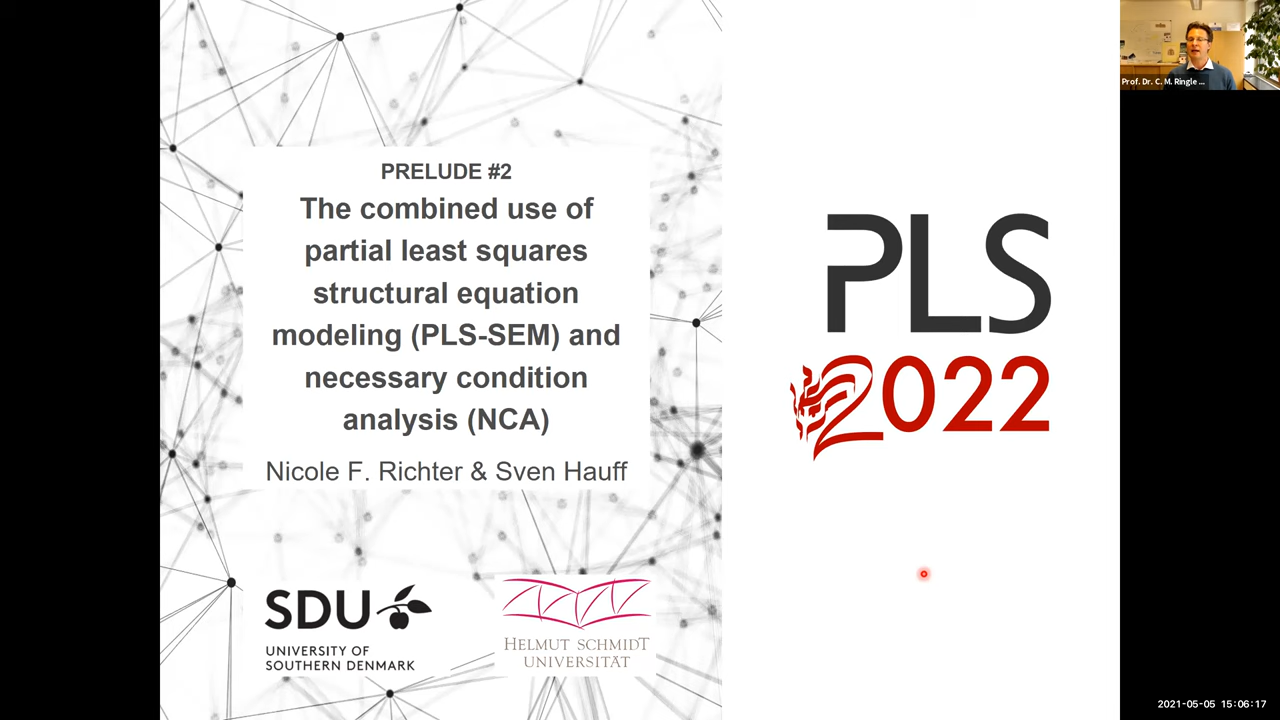 PRELUDE #2
The combined use of
partial least squares
structural equation
modeling (PLS-SEM) and
necessary condition
analysis (NCA)
Nicole F. Richter & Sven Hauff
SDU
UNIVERSITY OF
SOUTHERN DENMARK
HELMUT SCHMIDT
UNIVERSITÄT
PLS
2022
Prof. Dr. C. M. Ringle ...
2021-05-05 15:06:17